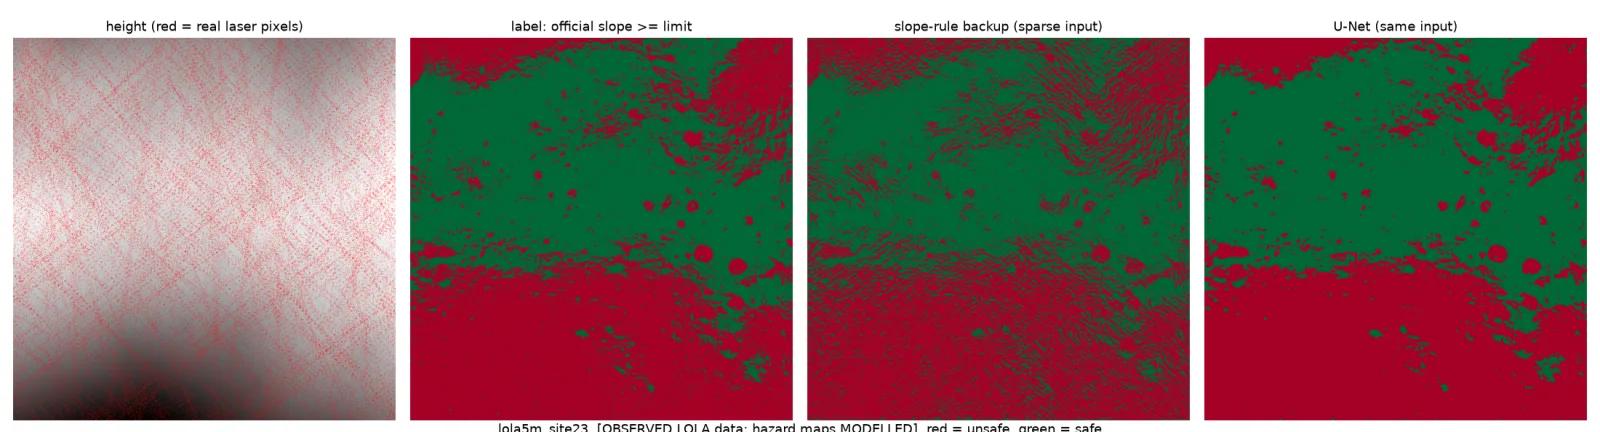 height (red = real laser pixels)
label: official slope >= limit
slope-rule backup (sparse input)
U-Net (same input)
lola5m_site23 [OBSERVED LOLA data; hazard maps MODELLED] red = unsafe, green = safe